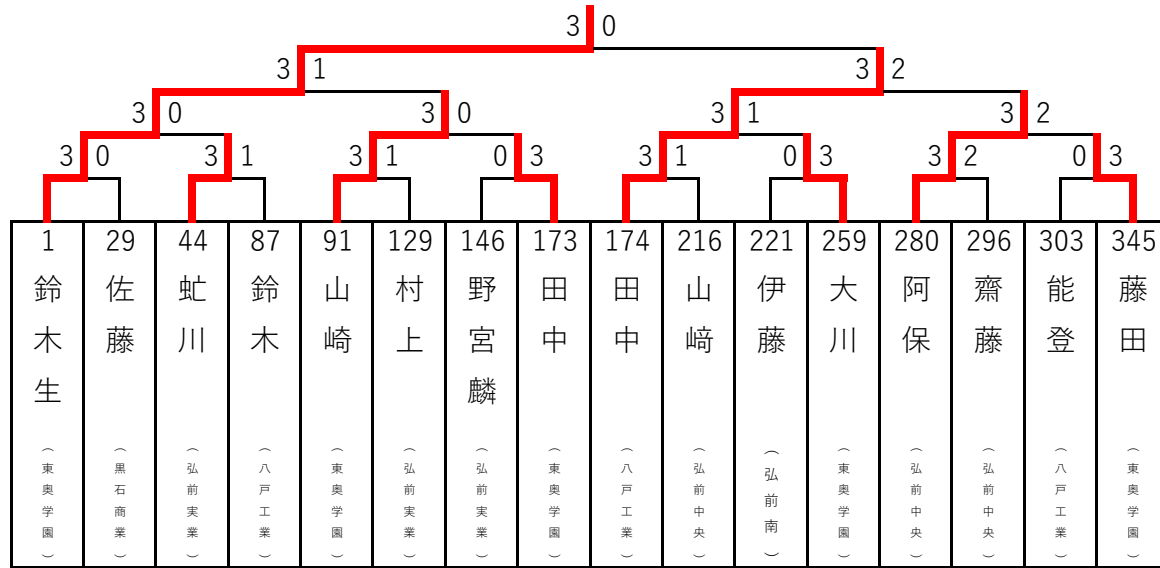 3 0
3 1 3 2
3 0 3 0 3 1 3 2
3 0 3 1 3 1 0 3 3 1 0 3 3 2 0 3
1 29 44 87 91 129 146 173 174 216 221 259 280 296 303 345
鈴木生
(東奥学園)
佐藤
(黒石商業)
虻川
(弘前実業)
鈴木
(八戸工業)
山崎
(東奥学園)
村上
(弘前実業)
野宮麟
(弘前実業)
田中
(東奥学園)
田中
(八戸工業)
山﨑
(弘前中央)
伊藤
(弘前南)
大川
(東奥学園)
阿保
(弘前中央)
齋藤
(弘前中央)
能登
(八戸工業)
藤田
(東奥学園)